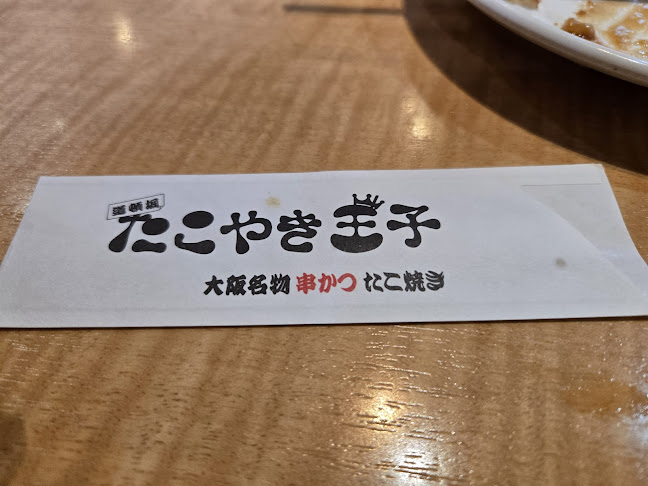 道頓堀
たこやき王子
大阪名物 串かつ たこ焼き